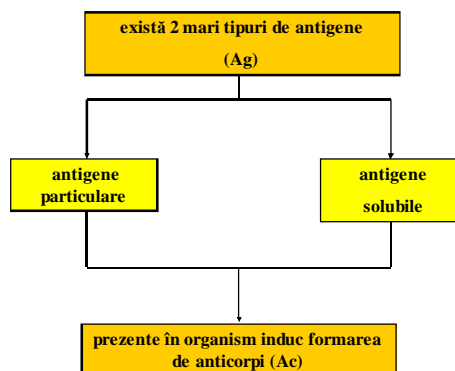 există 2 mari tipuri de antigene
(Ag)
antigene
particulare
antigene
solubile
prezente în organism induc formarea
de anticorpi (Ac)